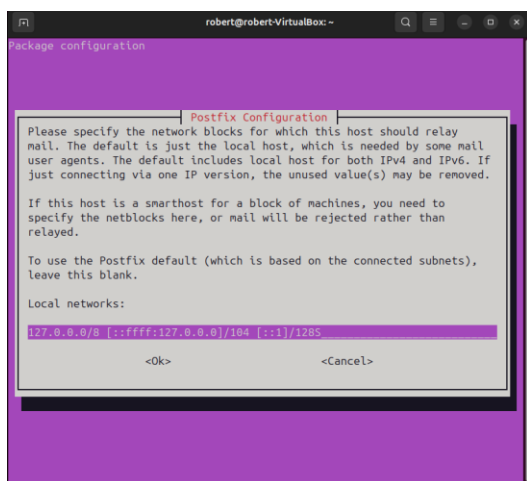 robert@robert-VirtualBox: ~
Package configuration
Postfix Configuration
Please specify the network blocks for which this host should relay
mail. The default is just the local host, which is needed by some mail
user agents. The default includes local host for both IPv4 and IPv6. If
just connecting via one IP version, the unused value(s) may be removed.
If this host is a smarthost for a block of machines, you need to
specify the netblocks here, or mail will be rejected rather than
relayed.
To use the Postfix default (which is based on the connected subnets),
leave this blank.
Local networks:
127.0.0.0/8 [::ffff:127.0.0.0]/104 [::1]/128S
<Ok> <Cancel>